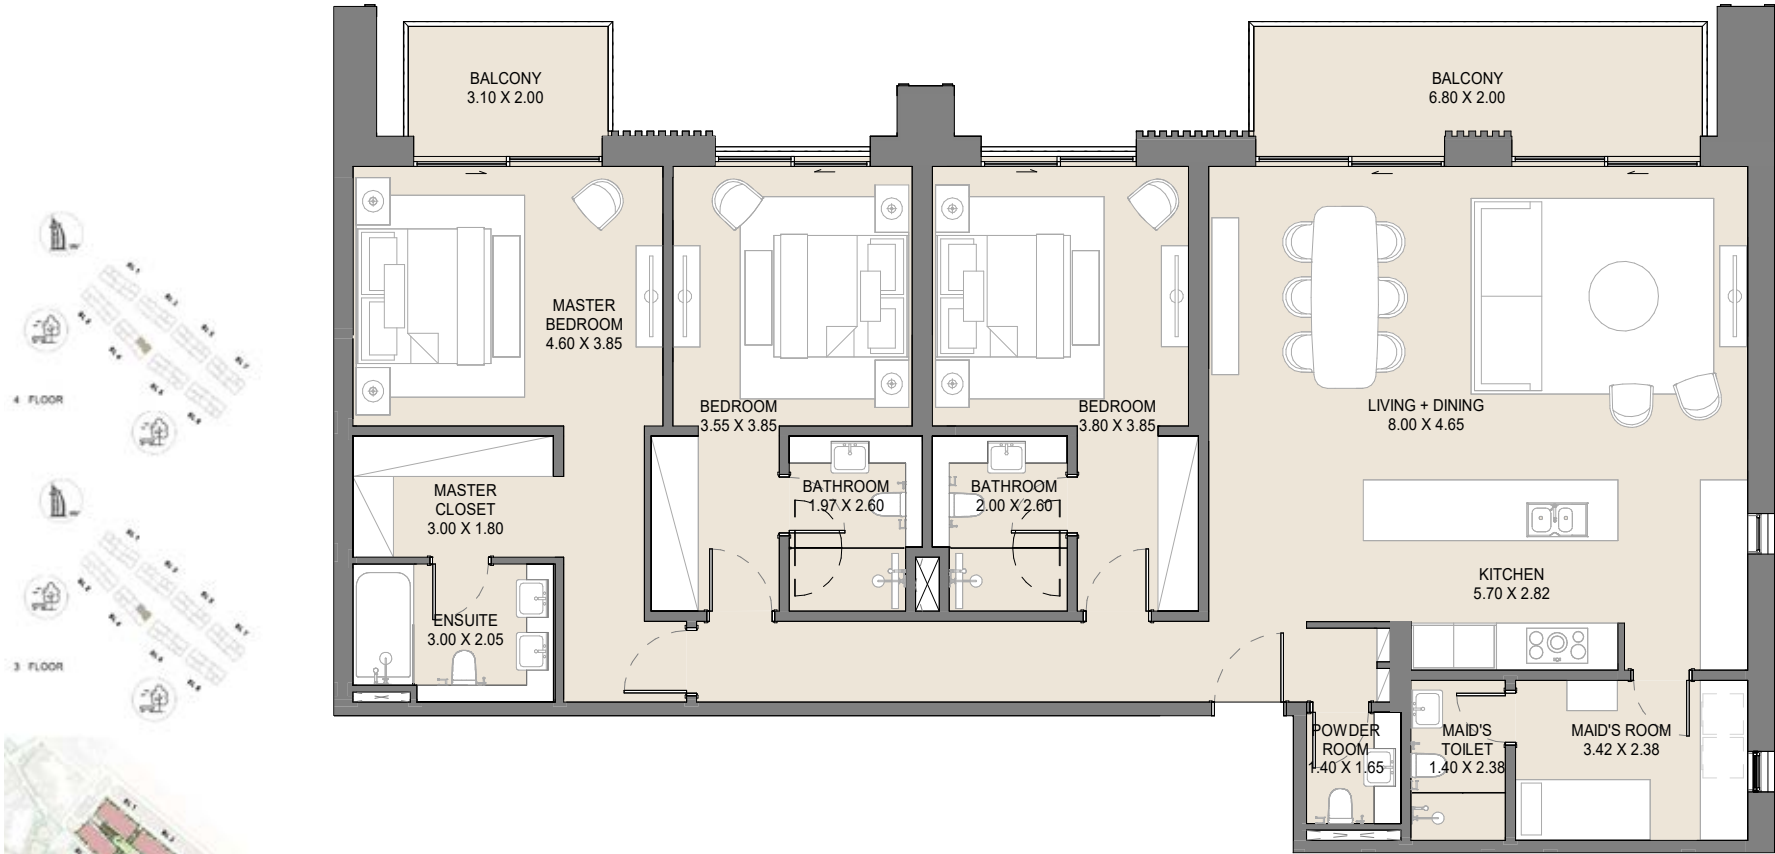 BALCONY
3.10 X 2.00
BALCONY
6.80 X 2.00
MASTER
BEDROOM
4.60 X 3.85
BEDROOM
3.55 X 3.85
BEDROOM
3.80 X 3.85
LIVING + DINING
8.00 X 4.65
MASTER
CLOSET
3.00 X 1.80
BATHROOM
1.97 X 2.60
BATHROOM
2.00 X 2.60
KITCHEN
5.70 X 2.82
ENSUITE
3.00 X 2.05
POWDER
ROOM
1.40 X 1.65
MAID'S
TOILET
1.40 X 2.38
MAID'S ROOM
3.42 X 2.38
4 FLOOR
3 FLOOR